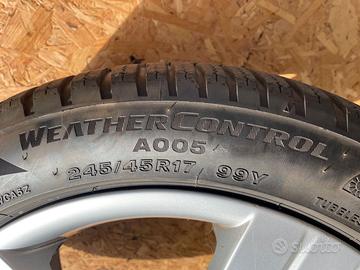 WEATHERCONTROL
A005
245/45R17 99Y
TUBELESS
subito